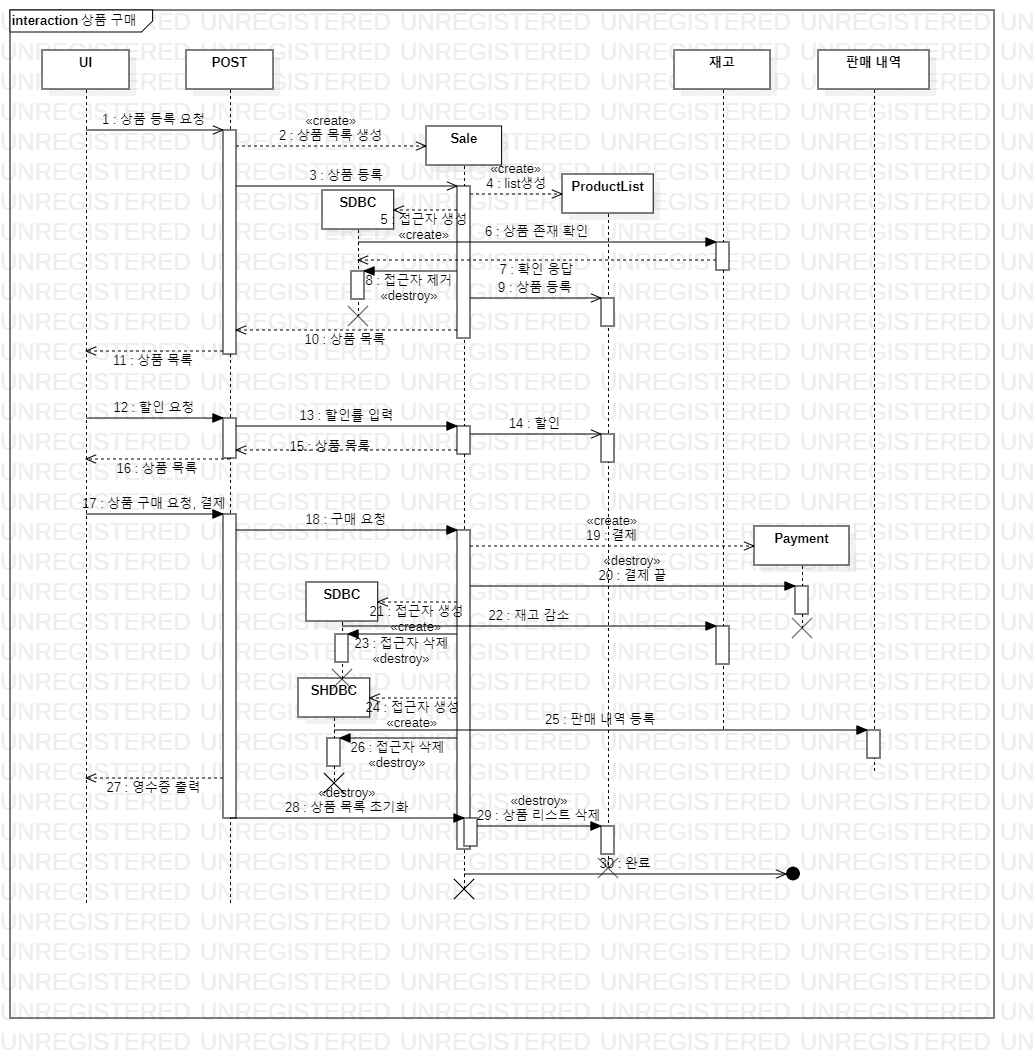 interaction 상품 구매
UI
POST
재고
판매 내역
1 : 상품 등록 요청
«create»
2 : 상품 목록 생성
Sale
3 : 상품 등록
«create»
4 : list생성
ProductList
SDBC
5 : 접근자 생성
«create»
6 : 상품 존재 확인
7 : 확인 응답
8 : 접근자 제거
«destroy»
9 : 상품 등록
10 : 상품 목록
11 : 상품 목록
12 : 할인 요청
13 : 할인률 입력
14 : 할인
15 : 상품 목록
16 : 상품 목록
17 : 상품 구매 요청, 결제
18 : 구매 요청
«create»
19 : 결제
Payment
«destroy»
20 : 결제 끝
SDBC
21 : 접근자 생성
«create»
22 : 재고 감소
23 : 접근자 삭제
«destroy»
SHDBC
24 : 접근자 생성
«create»
25 : 판매 내역 등록
26 : 접근자 삭제
«destroy»
27 : 영수증 출력
«destroy»
28 : 상품 목록 초기화
«destroy»
29 : 상품 리스트 삭제
30 : 완료
UNREGISTERED